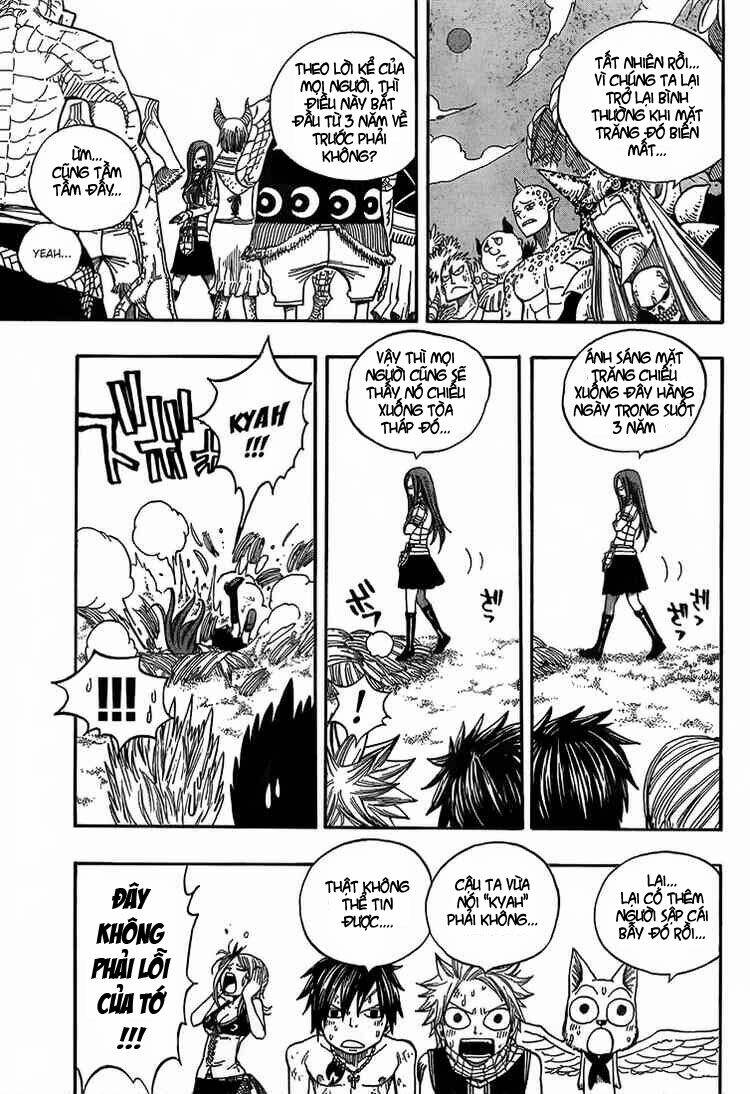 TẤT NHIÊN RỒI...
VÌ CHÚNG TA LẠI
TRỞ LẠI BÌNH
THƯỜNG KHI MẶT
TRĂNG ĐÓ BIẾN
MẤT...
THEO LỜI KỂ CỦA
MỌI NGƯỜI, THÌ
ĐIỀU NÀY BẮT
ĐẦU TỪ 3 NĂM VỀ
TRƯỚC PHẢI
KHÔNG?
ỪM...
CŨNG TẦM
TẦM ĐẤY...
YEAH...
ÁNH SÁNG MẶT
TRĂNG CHIẾU
XUỐNG ĐÂY HÀNG
NGÀY TRONG SUỐT
3 NĂM
VẬY THÌ MỌI
NGƯỜI CŨNG SẼ
THẤY NÓ CHIẾU
XUỐNG TÒA
THÁP ĐÓ...
!
KYAH
!!!
!!!
LẠI...
LẠI CÓ THÊM
NGƯỜI SẬP CÁI
BẪY ĐÓ RỒI...
CẬU TA VỪA
NÓI "KYAH"
PHẢI KHÔNG...
THẬT KHÔNG
THỂ TIN
ĐƯỢC....
ĐÂY
KHÔNG
PHẢI LỖI
CỦA TỚ
!!!